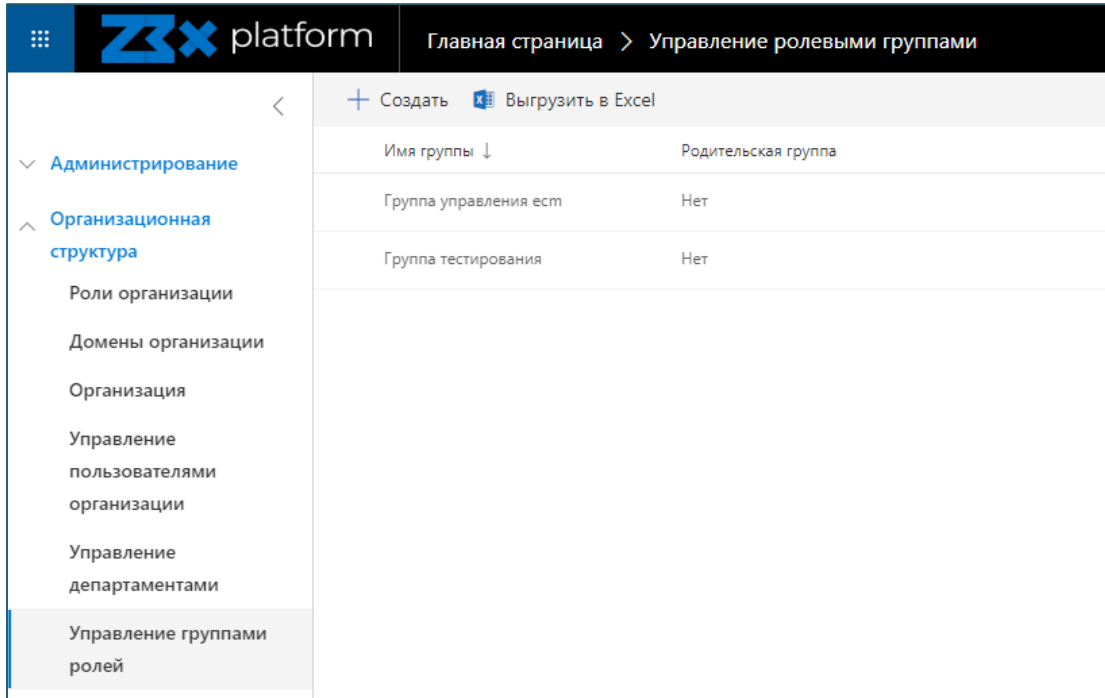 Z3X platform
Главная страница > Управление ролевыми группами
+ Создать Выгрузить в Excel
Имя группы ↓ Родительская группа
Группа управления ecm Нет
Группа тестирования Нет
Администрирование
Организационная
структура
Роли организации
Домены организации
Организация
Управление
пользователями
организации
Управление
департаментами
Управление группами
ролей